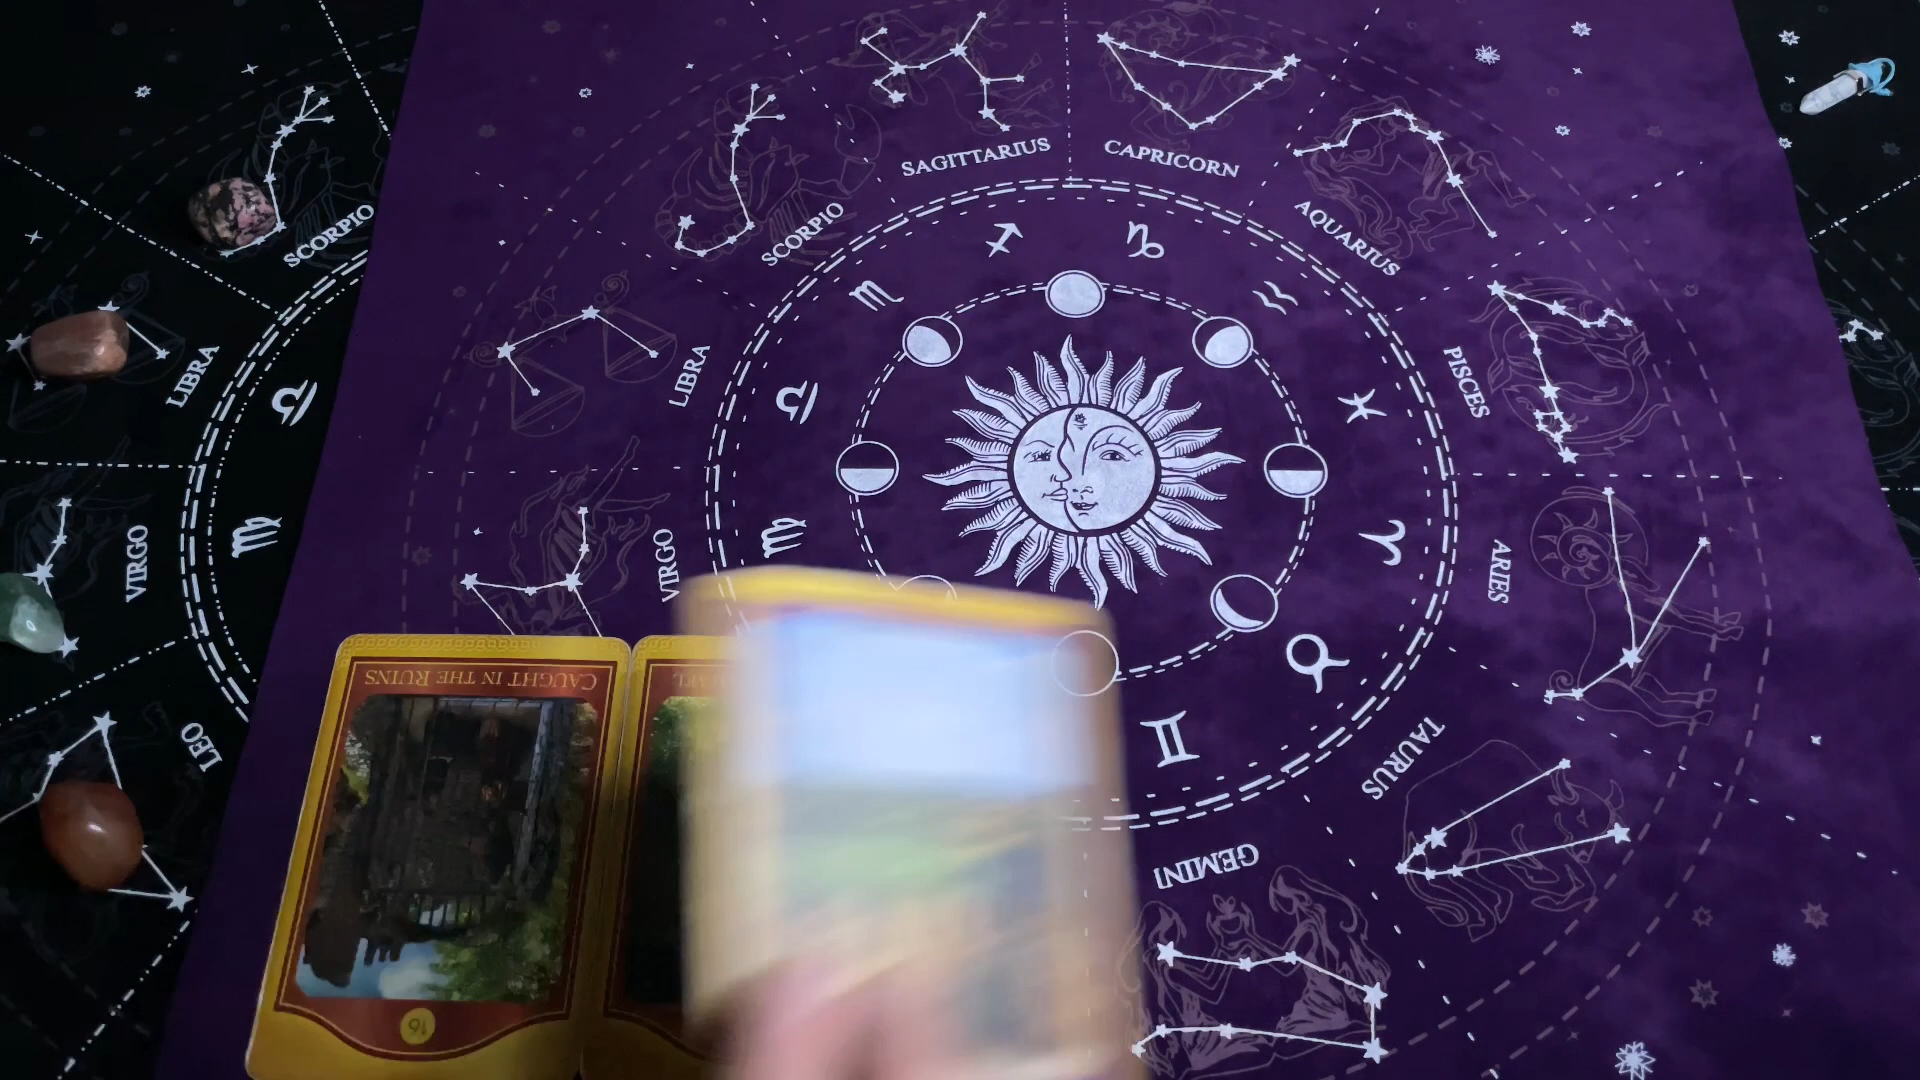 SAGITTARIUS
CAPRICORN
SCORPIO
SCORPIO
AQUARIUS
LIBRA
LIBRA
PISCES
VIRGO
VIRGO
ARIES
CAUGHT IN THE RUINS
LEO
TAURUS
GEMINI
16